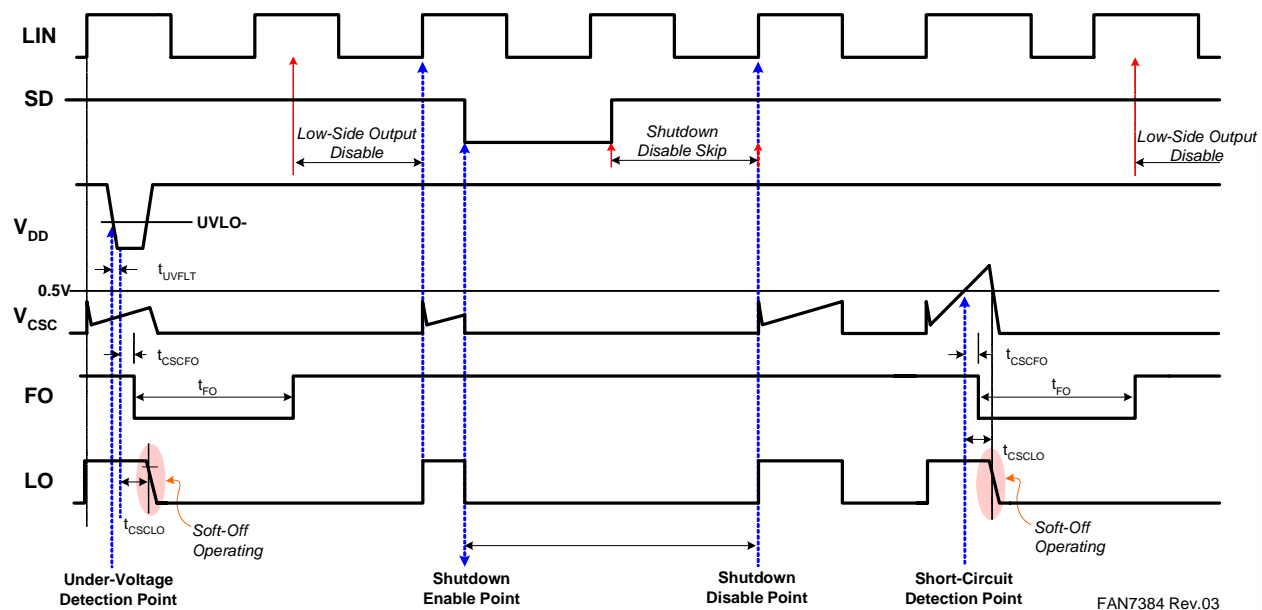 LIN
SD
Low-Side Output
Disable
Shutdown
Disable Skip
Low-Side Output
Disable
VDD
UVLO-
tUVFLT
0.5V
VCSC
tCSCFO
tCSCFO
FO
tFO
tFO
LO
tCSCLO
tCSCLO
Soft-Off
Operating
Soft-Off
Operating
Under-Voltage
Detection Point
Shutdown
Enable Point
Shutdown
Disable Point
Short-Circuit
Detection Point
FAN7384 Rev.03